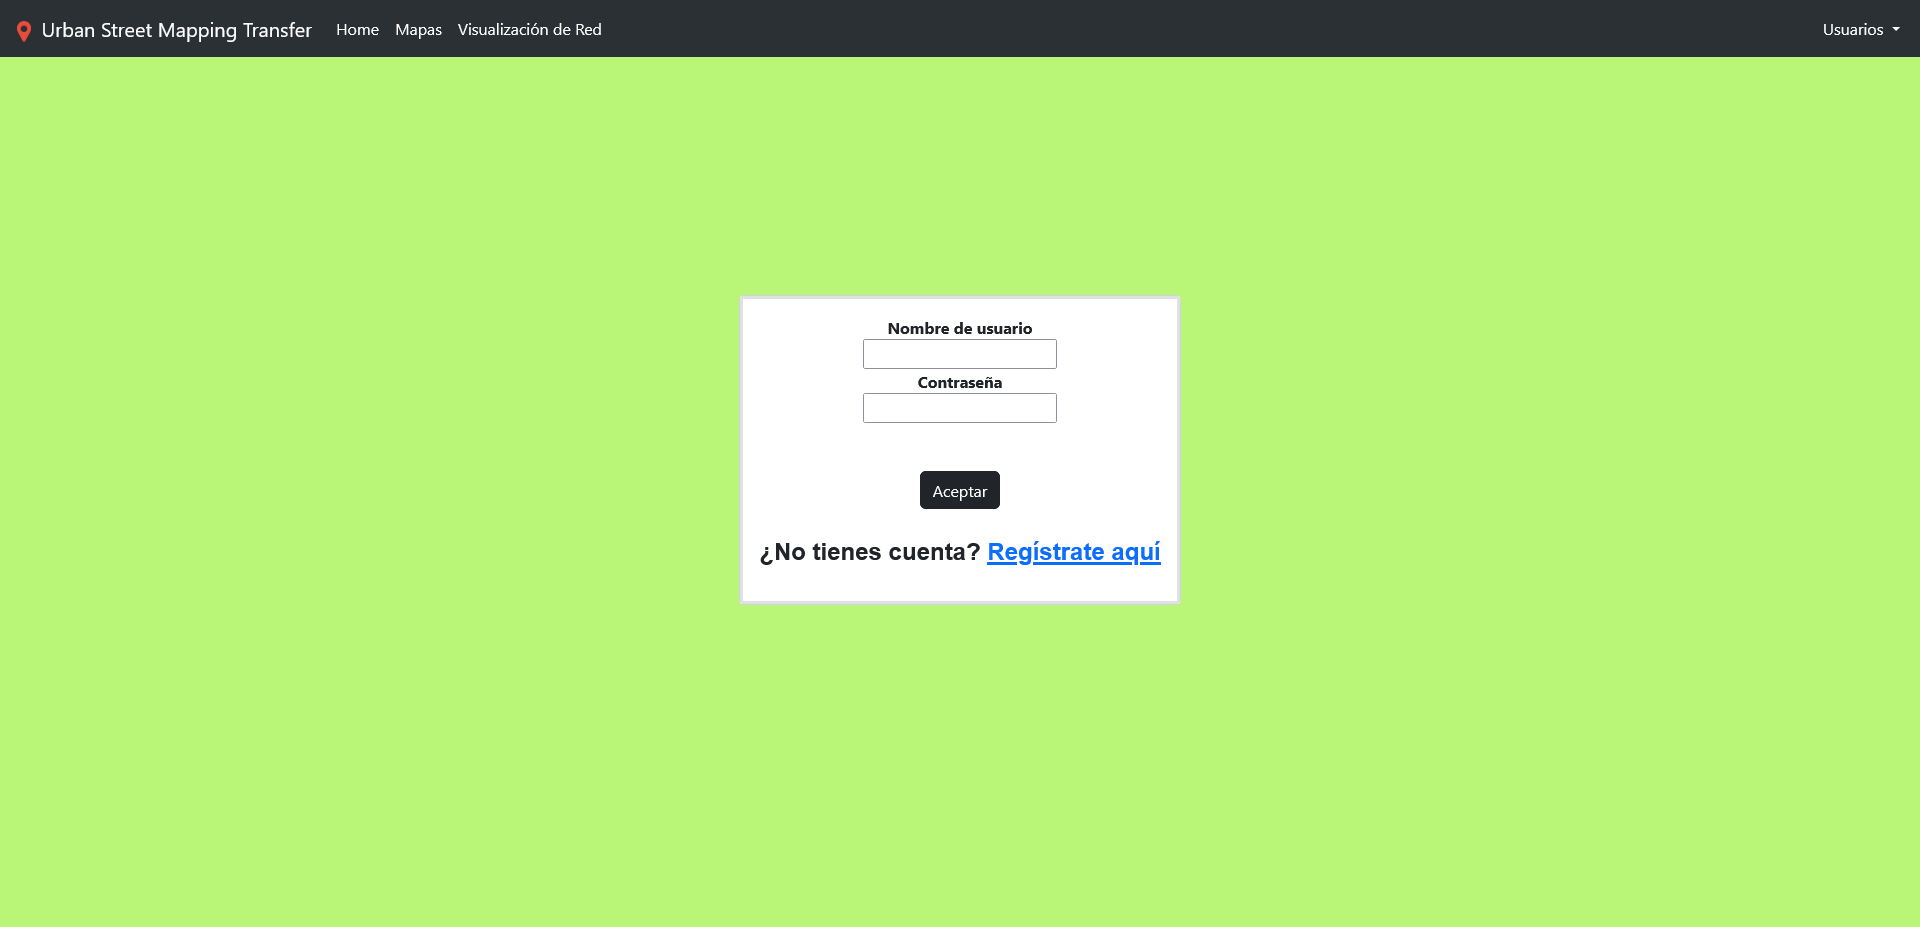 Urban Street Mapping Transfer Home Mapas Visualización de Red Usuarios
Nombre de usuario
Contraseña
Aceptar
¿No tienes cuenta? Regístrate aquí